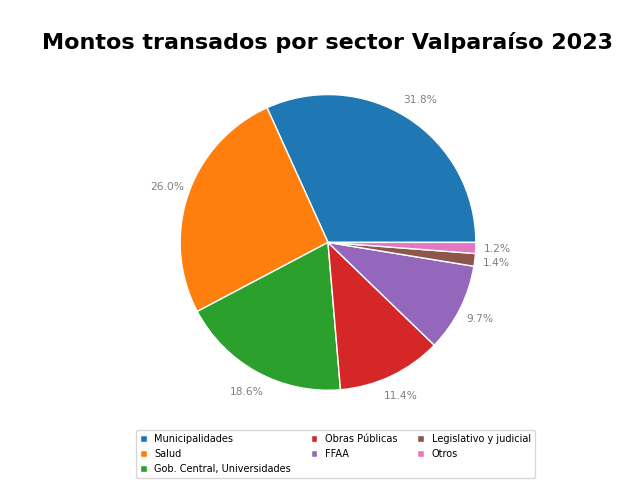 Montos transados por sector Valparaíso 2023
31.8%
26.0%
1.2%
1.4%
9.7%
18.6%
11.4%
Municipalidades
Salud
Gob. Central, Universidades
Obras Públicas
FFAA
Legislativo y judicial
Otros